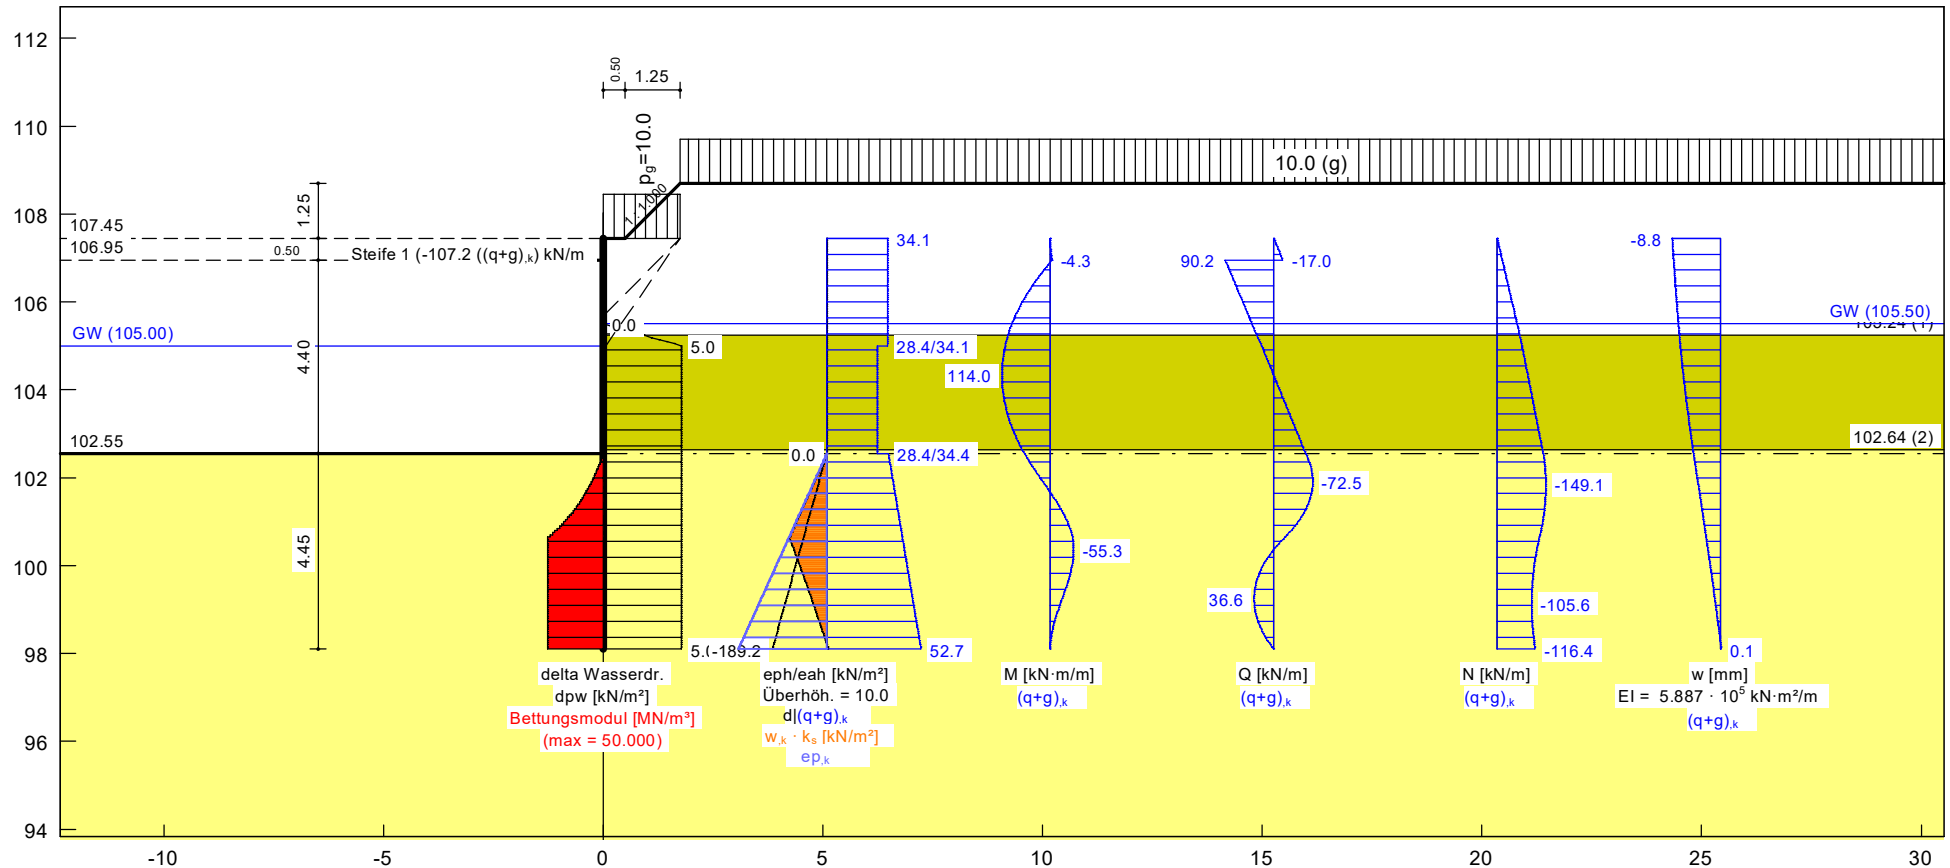 112
110
108
106
104
102
100
98
96
94
-10
-5
0
5
10
15
20
25
30
0.50
1.25
pg=10.0
1 : 1.000
10.0 (g)
1.25
107.45
106.95
0.50
Steife 1 (-107.2 ((q+g),k) kN/m
GW (105.00)
4.40
102.55
4.45
0.0
5.0
34.1
28.4/34.1
0.0
28.4/34.4
52.7
-189.2
-4.3
114.0
-55.3
90.2
-17.0
-72.5
36.6
-149.1
-105.6
-116.4
-8.8
0.1
GW (105.50)
102.64 (2)
delta Wasserdr.
dpw [kN/m²]
Bettungsmodul [MN/m³]
(max = 50.000)
eph/eah [kN/m²]
Überhöh. = 10.0
d|(q+g),k
w,k · ks [kN/m²]
ep,k
M [kN·m/m]
(q+g),k
Q [kN/m]
(q+g),k
N [kN/m]
(q+g),k
w [mm]
EI = 5.887 · 10⁵ kN·m²/m
(q+g),k